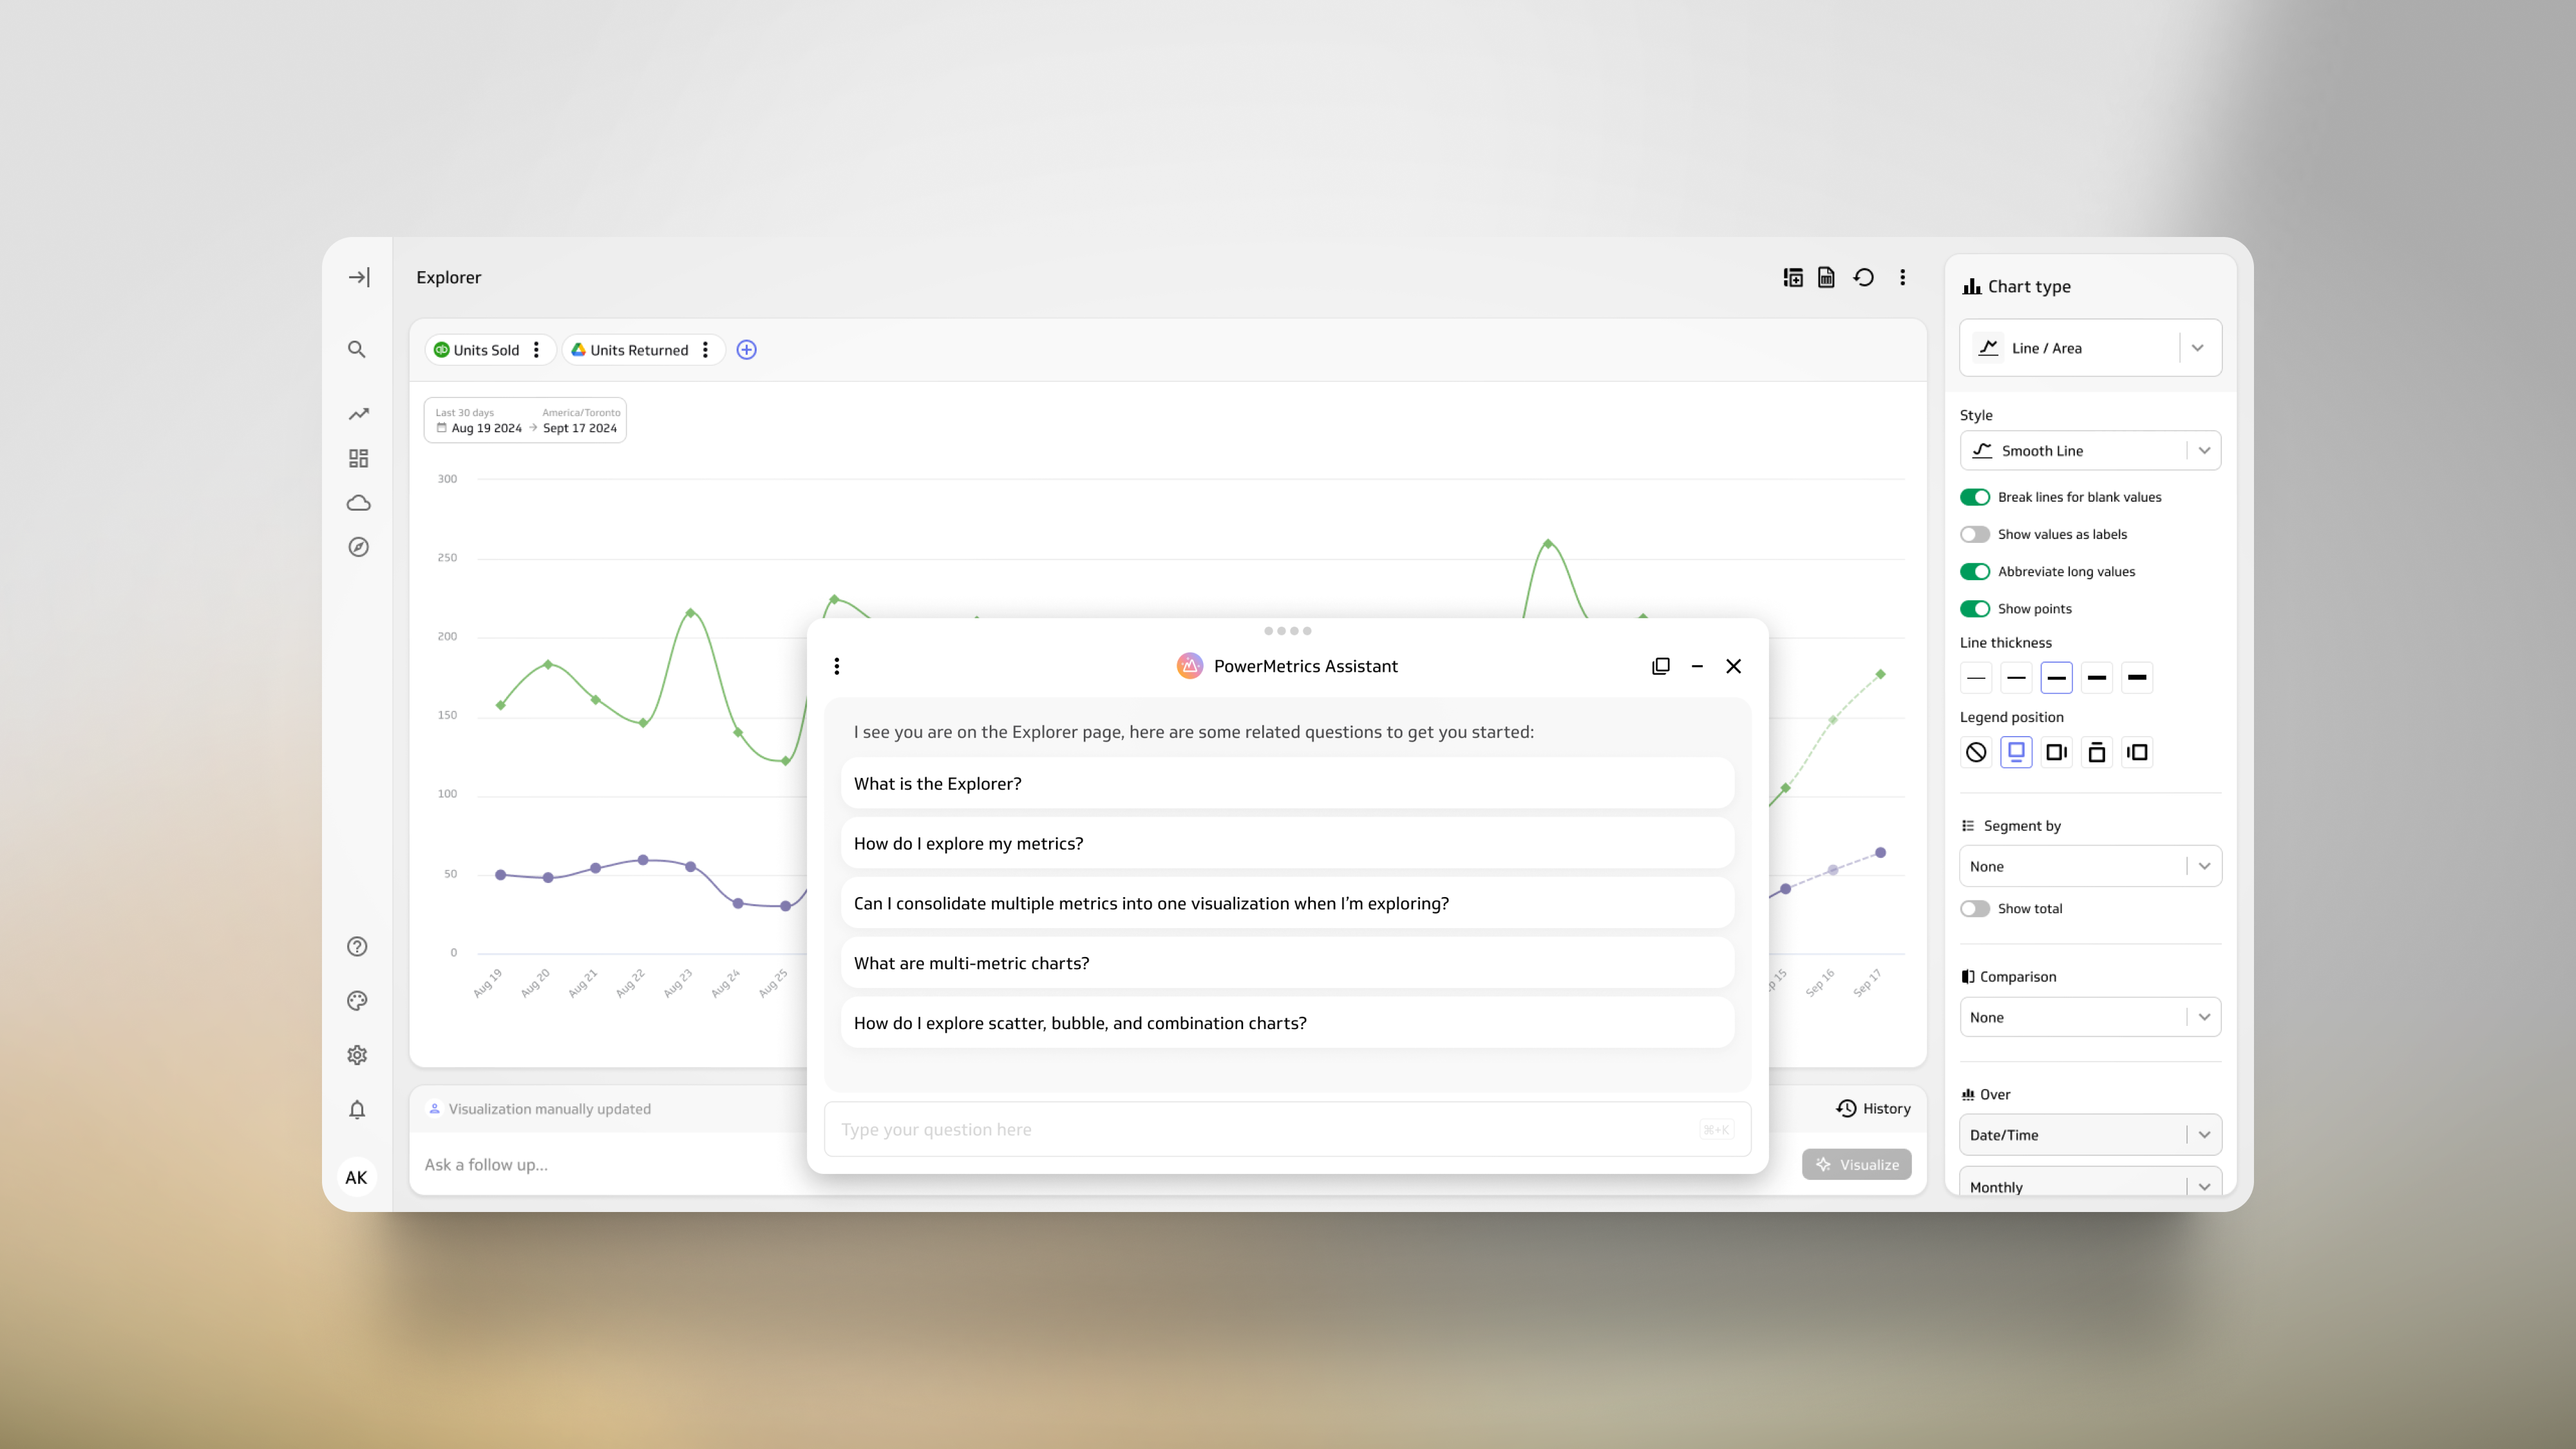 Explorer
Units Sold
Units Returned
Last 30 days America/Toronto
Aug 19 2024 → Sept 17 2024
300
250
200
150
100
50
0
Aug 19
Aug 20
Aug 21
Aug 22
Aug 23
Aug 24
Aug 25
p 15
Sep 16
Sep 17
PowerMetrics Assistant
I see you are on the Explorer page, here are some related questions to get you started:
What is the Explorer?
How do I explore my metrics?
Can I consolidate multiple metrics into one visualization when I’m exploring?
What are multi-metric charts?
How do I explore scatter, bubble, and combination charts?
Type your question here
⌘+K
Visualization manually updated
History
Ask a follow up...
Visualize
AK
Chart type
Line / Area
Style
Smooth Line
Break lines for blank values
Show values as labels
Abbreviate long values
Show points
Line thickness
Legend position
Segment by
None
Show total
Comparison
None
Over
Date/Time
Monthly